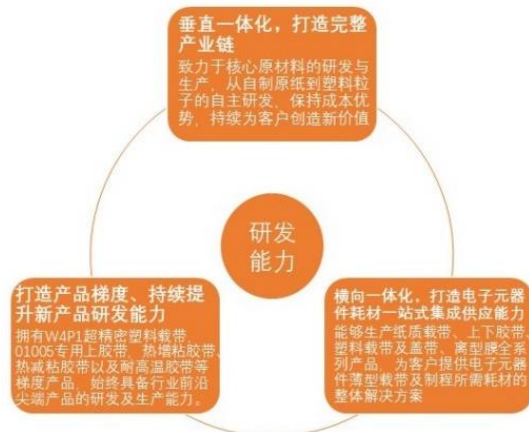 垂直一体化，打造完整
产业链
致力于核心原材料的研发与
生产，从自制原纸到塑料粒
子的自主研发，保持成本优
势，持续为客户创造新价值
研发
能力
打造产品梯度、持续提
升新产品研发能力
拥有W4P1超精密塑料载带、
01005专用上胶带，热增粘胶带、
热减粘胶带以及耐高温胶带等
梯度产品，始终具备行业前沿
尖端产品的研发及生产能力。
横向一体化，打造电子元器
件耗材一站式集成供应能力
能够生产纸质载带、上下胶带、
塑料载带及盖带、离型膜全系
列产品，为客户提供电子元器
件薄型载带及制程所需耗材的
整体解决方案